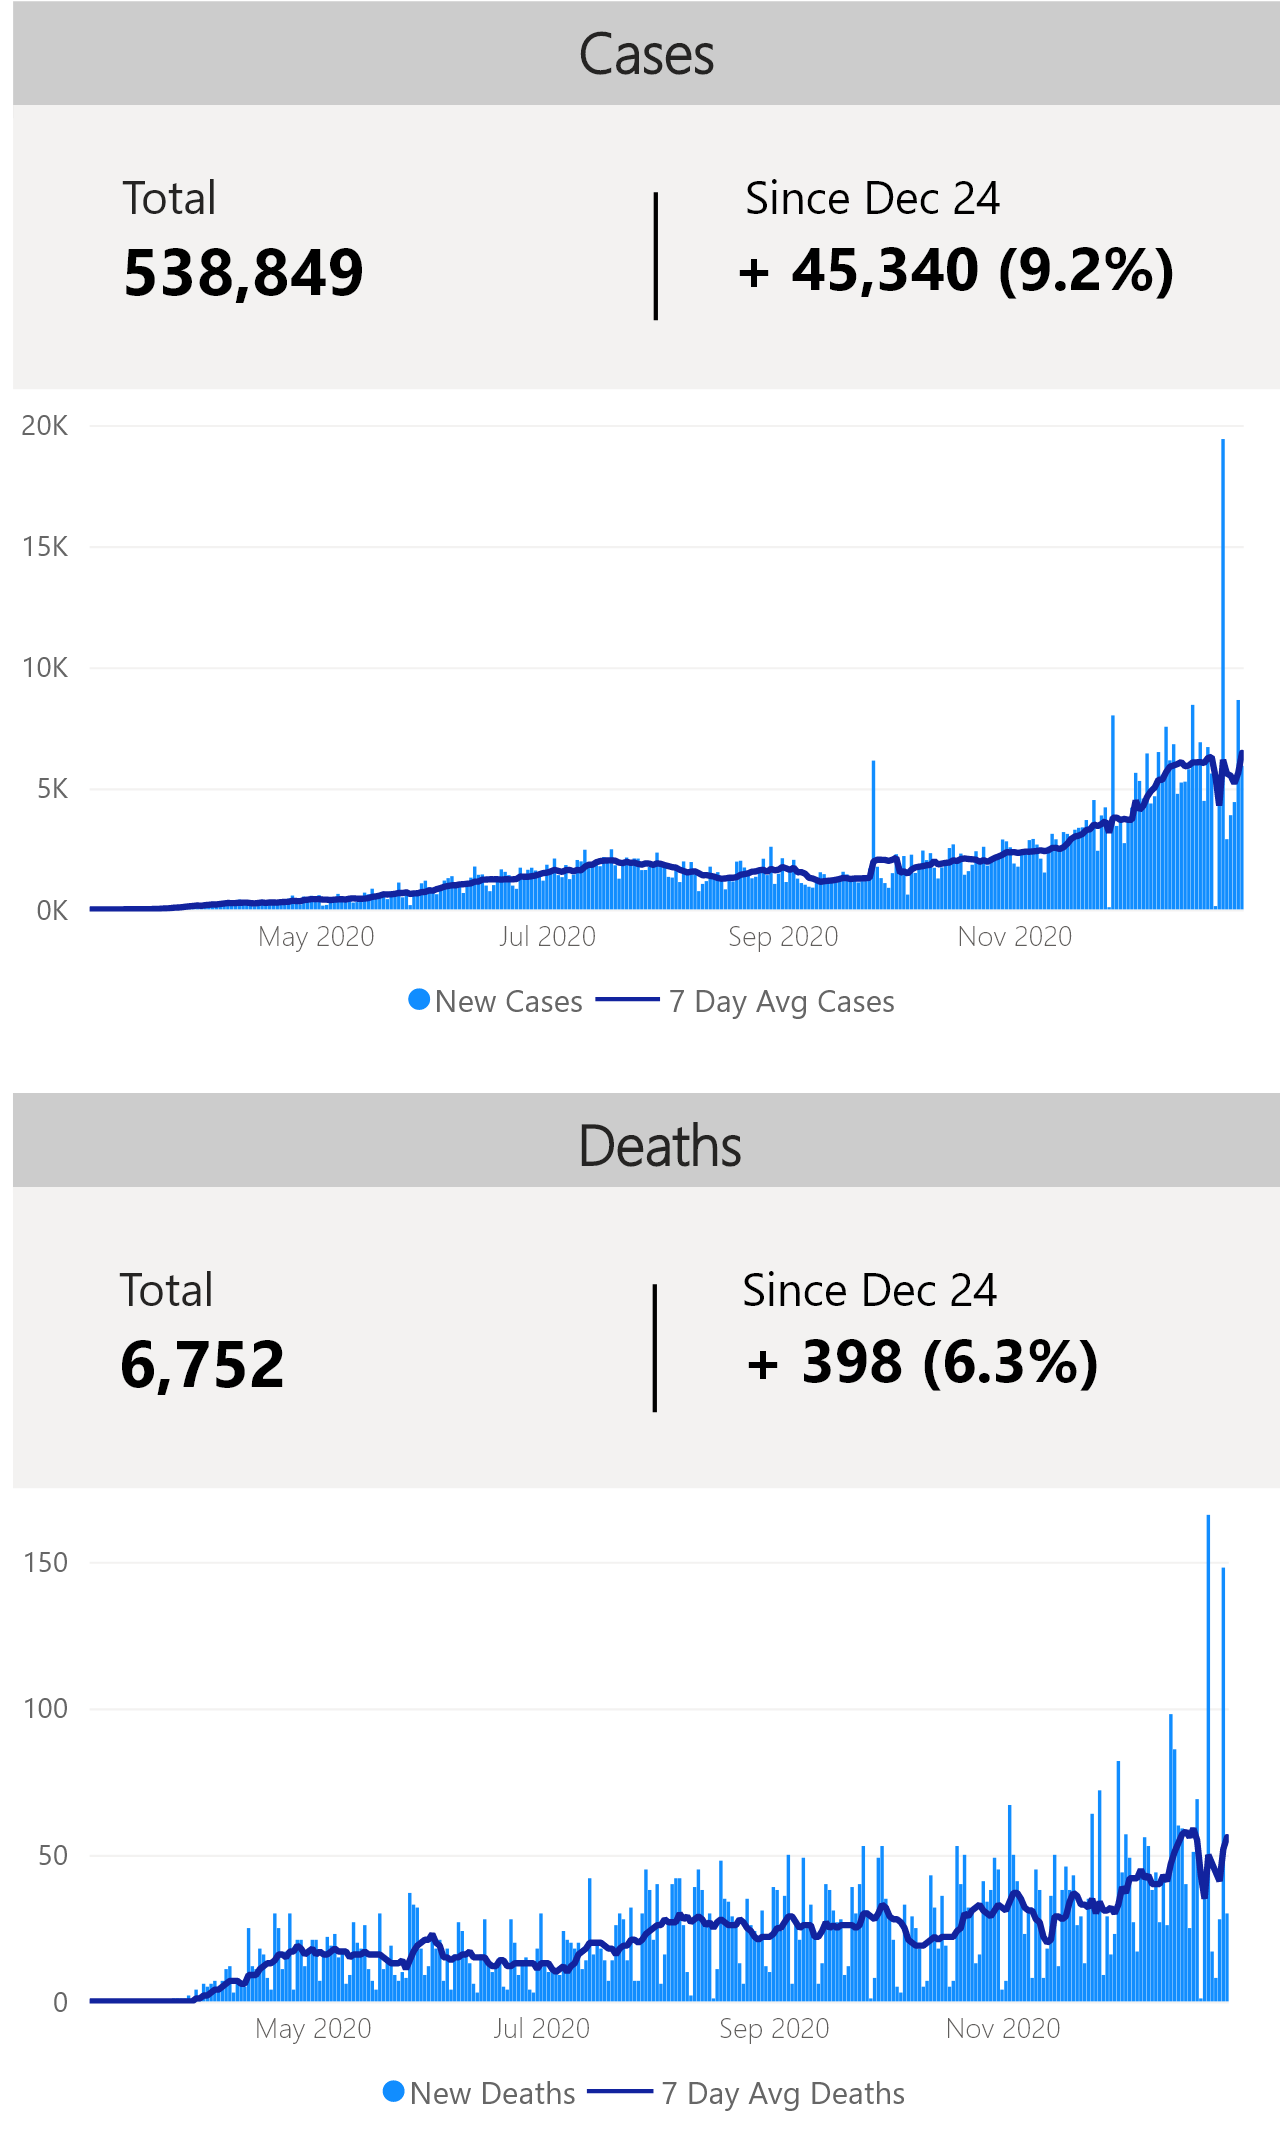 Cases
Total
Since Dec 24
538,849
+ 45,340 (9.2%)
20K
15K
10K
5K
0K
May 2020
Jul 2020
Sep 2020
Nov 2020
New Cases
7 Day Avg Cases
Deaths
Total
Since Dec 24
6,752
+ 398 (6.3%)
150
100
50
0
May 2020
Jul 2020
Sep 2020
Nov 2020
New Deaths
7 Day Avg Deaths